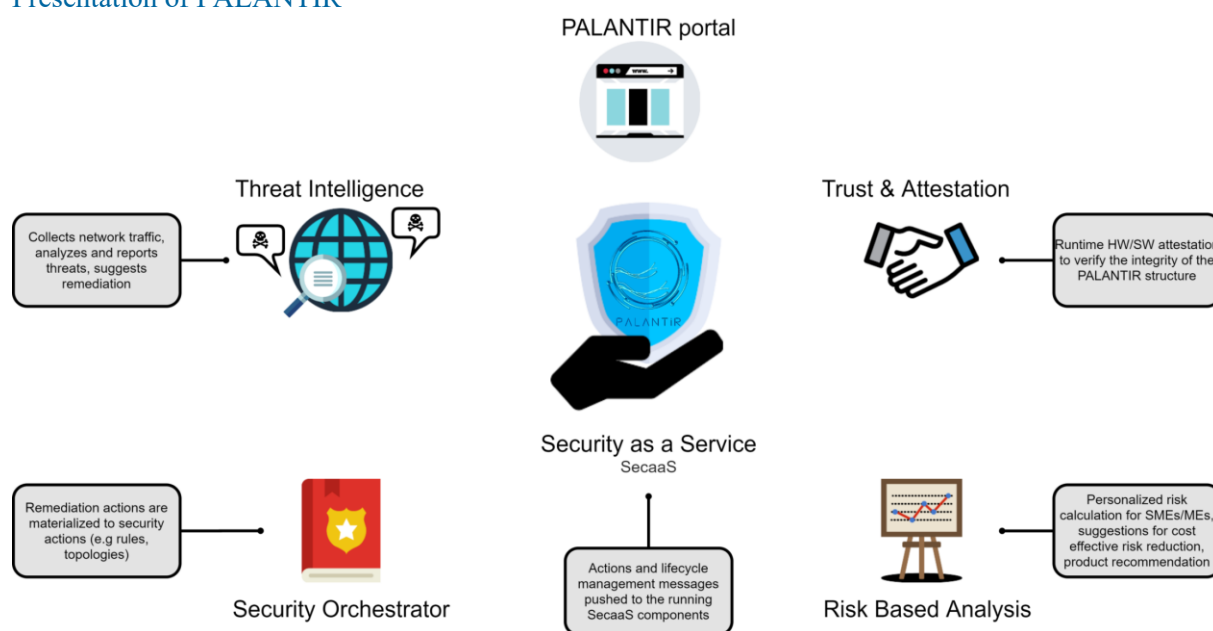 Presentation of PALANTIR
PALANTIR portal
www.
Threat Intelligence
Collects network traffic,
analyzes and reports
threats, suggests
remediation
Trust & Attestation
Runtime HW/SW attestation
to verify the integrity of the
PALANTIR structure
PALANTIR
Security as a Service
SecaaS
Remediation actions are
materialized to security
actions (e.g rules,
topologies)
Security Orchestrator
Actions and lifecycle
management messages
pushed to the running
SecaaS components
Personalized risk
calculation for SMEs/MEs,
suggestions for cost
effective risk reduction,
product recommendation
Risk Based Analysis